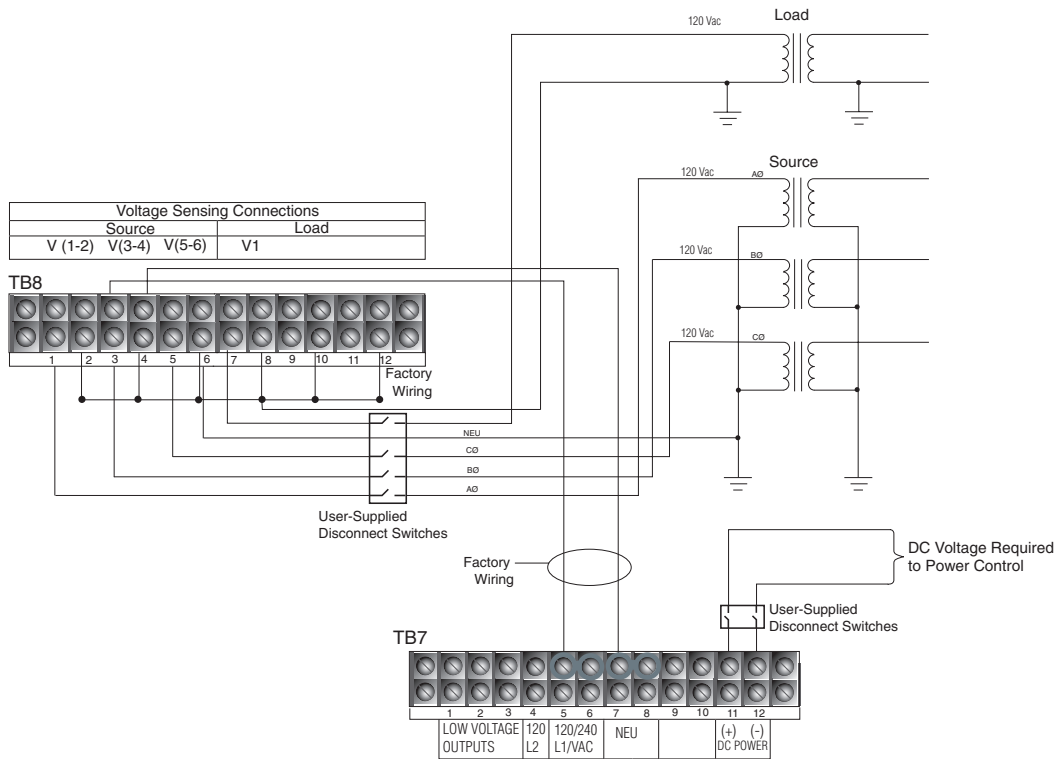 Load
120 Vac
Source
120 Vac
AØ
Voltage Sensing Connections
Source Load
V (1-2) V(3-4) V(5-6) V1
120 Vac
BØ
TB8
120 Vac
CØ
1 2 3 4 5 6 7 8 9 10 11 12
Factory
Wiring
NEU
CØ
BØ
AØ
User-Supplied
Disconnect Switches
Factory
Wiring
DC Voltage Required
to Power Control
User-Supplied
Disconnect Switches
TB7
1 2 3 4 5 6 7 8 9 10 11 12
LOW VOLTAGE
OUTPUTS
120
L2
120/240
L1/VAC
NEU
(+) (-)
DC POWER